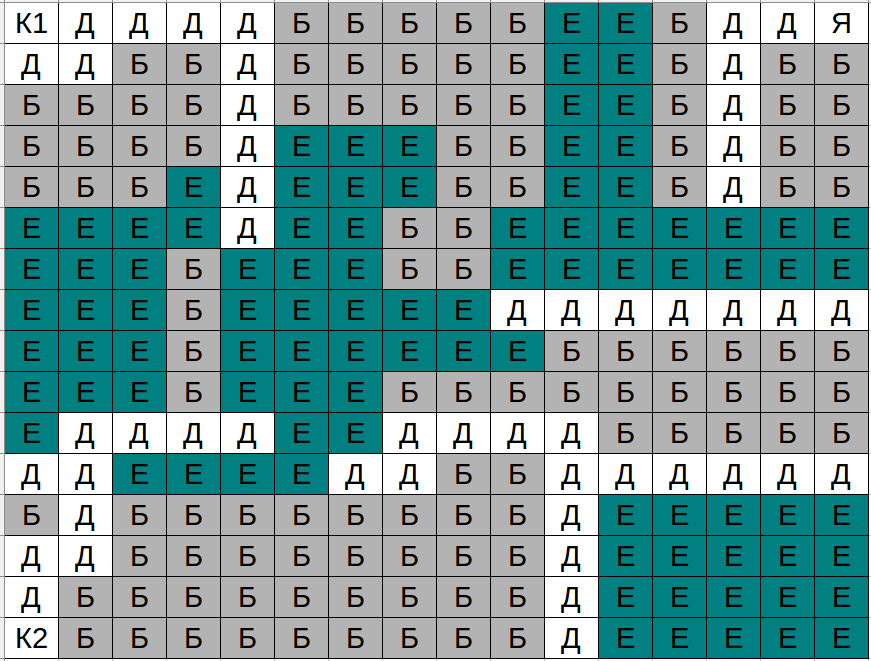 К1 Д Д Д Д Б Б Б Б Б Е Е Б Д Д Я
Д Д Б Б Д Б Б Б Б Б Е Е Б Д Б Б
Б Б Б Б Д Б Б Б Б Б Е Е Б Д Б Б
Б Б Б Б Д Е Е Е Б Б Е Е Б Д Б Б
Б Б Б Е Д Е Е Е Б Б Е Е Б Д Б Б
Е Е Е Е Д Е Е Б Б Е Е Е Е Е Е Е
Е Е Е Б Е Е Е Б Б Е Е Е Е Е Е Е
Е Е Е Б Е Е Е Е Е Д Д Д Д Д Д Д
Е Е Е Б Е Е Е Е Е Е Б Б Б Б Б Б
Е Е Е Б Е Е Е Б Б Б Б Б Б Б Б Б
Е Д Д Д Д Е Е Д Д Д Д Б Б Б Б Б
Д Д Е Е Е Е Д Д Б Б Д Д Д Д Д Д
Б Д Б Б Б Б Б Б Б Б Д Е Е Е Е Е
Д Д Б Б Б Б Б Б Б Б Д Е Е Е Е Е
Д Б Б Б Б Б Б Б Б Б Д Е Е Е Е Е
К2 Б Б Б Б Б Б Б Б Б Д Е Е Е Е Е